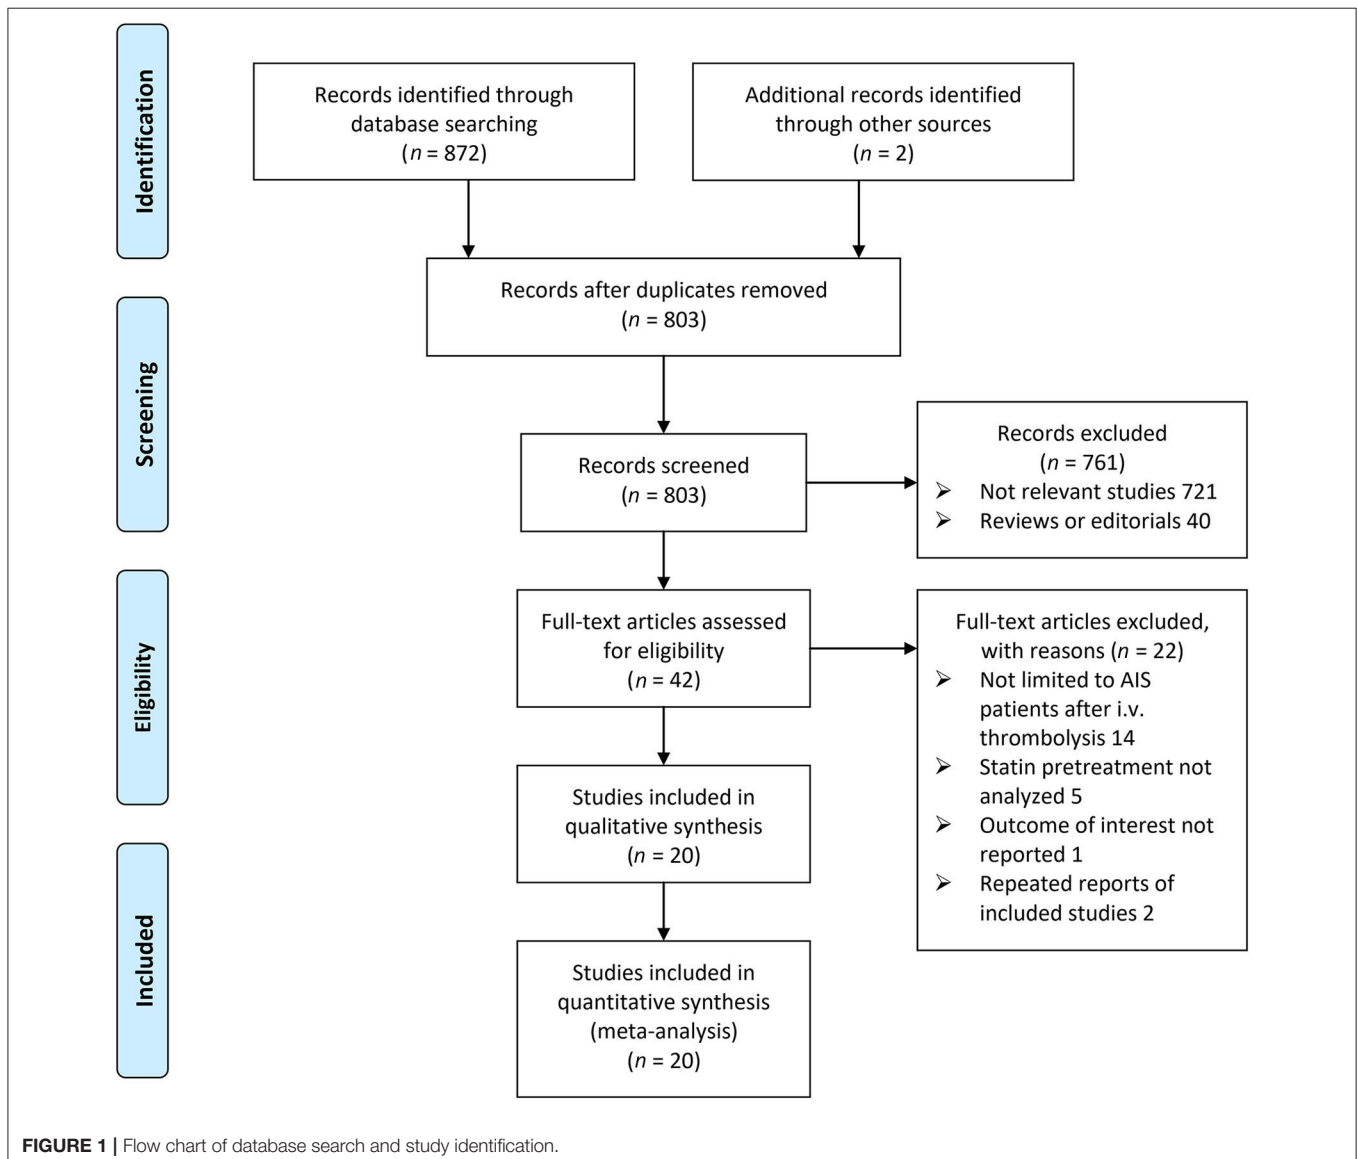 Identification
Records identified through
database searching
(n = 872)
Additional records identified
through other sources
(n = 2)
Records after duplicates removed
(n = 803)
Screening
Records screened
(n = 803)
Records excluded
(n = 761)
➢ Not relevant studies 721
➢ Reviews or editorials 40
Eligibility
Full-text articles assessed
for eligibility
(n = 42)
Full-text articles excluded,
with reasons (n = 22)
➢ Not limited to AIS
patients after i.v.
thrombolysis 14
➢ Statin pretreatment not
analyzed 5
➢ Outcome of interest not
reported 1
➢ Repeated reports of
included studies 2
Studies included in
qualitative synthesis
(n = 20)
Included
Studies included in
quantitative synthesis
(meta-analysis)
(n = 20)
FIGURE 1 | Flow chart of database search and study identification.